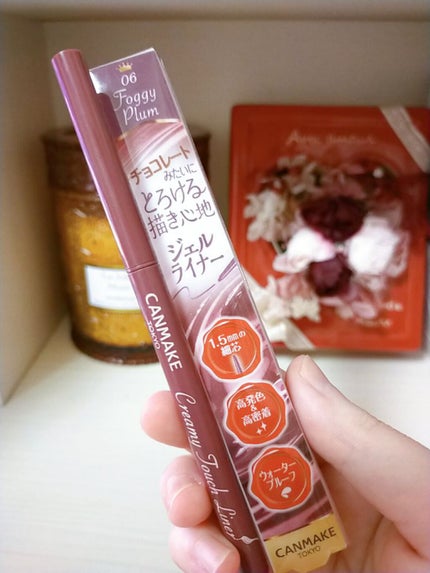 06
Foggy
Plum
チョコレート
みたいに
とろける
描き心地
ジェル
ライナー
1.5mmの
細芯
高発色
&
高密着
ウォーター
プルーフ
CANMAKE
TOKYO
CANMAKE
TOKYO
Creamy Touch Liner